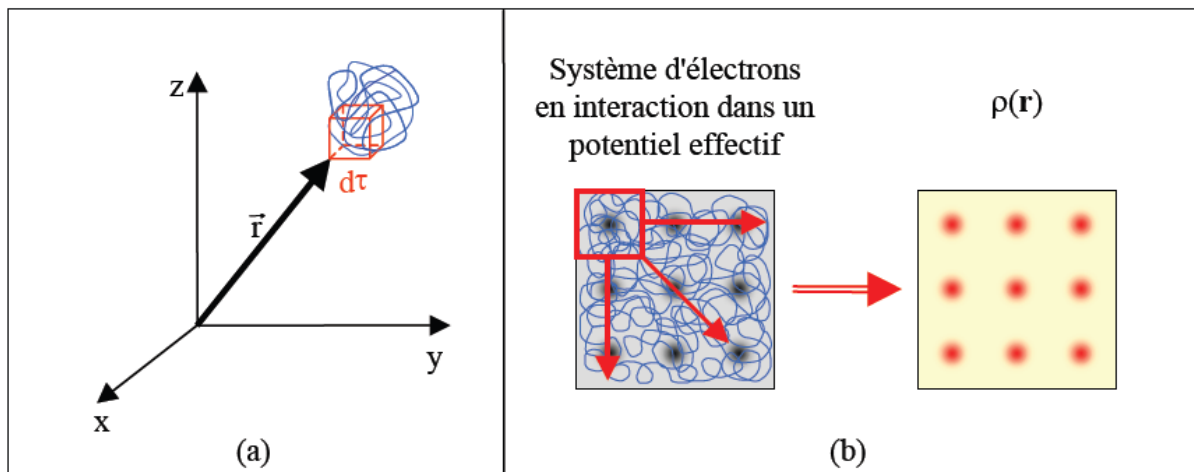 z
dτ
r⃗
y
x
(a)
Système d'électrons
en interaction dans un
potentiel effectif
ρ(r)
(b)